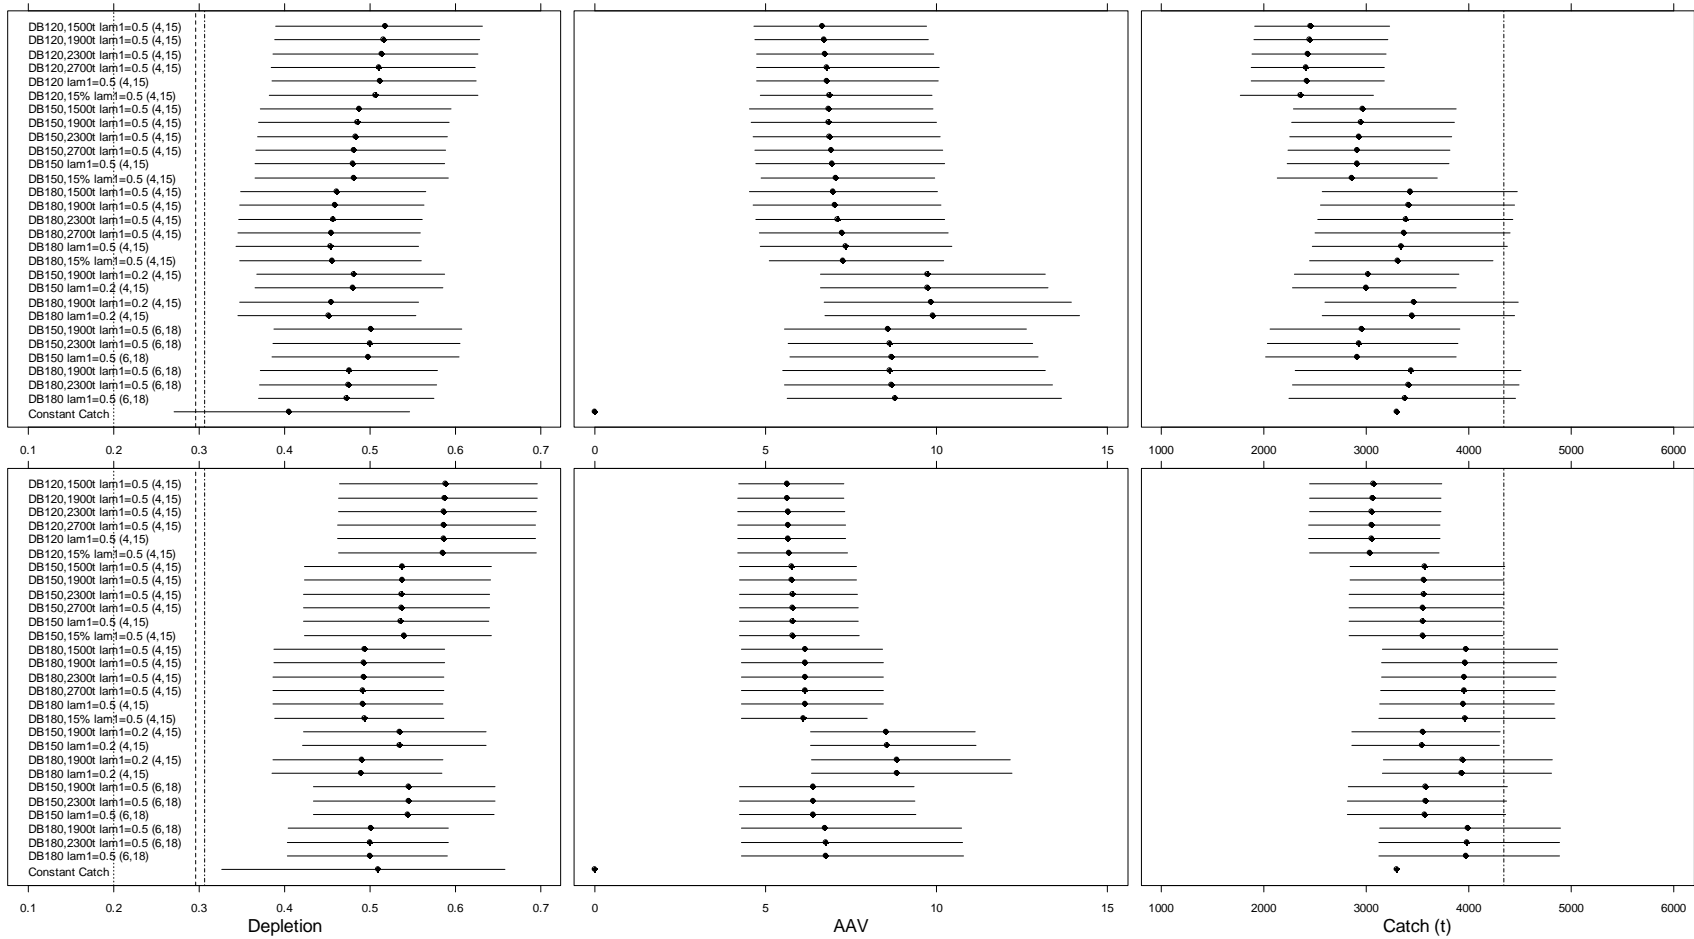 DB120,1500t lam1=0.5 (4,15)
DB120,1900t lam1=0.5 (4,15)
DB120,2300t lam1=0.5 (4,15)
DB120,2700t lam1=0.5 (4,15)
DB120 lam1=0.5 (4,15)
DB120,15% lam1=0.5 (4,15)
DB150,1500t lam1=0.5 (4,15)
DB150,1900t lam1=0.5 (4,15)
DB150,2300t lam1=0.5 (4,15)
DB150,2700t lam1=0.5 (4,15)
DB150 lam1=0.5 (4,15)
DB150,15% lam1=0.5 (4,15)
DB180,1500t lam1=0.5 (4,15)
DB180,1900t lam1=0.5 (4,15)
DB180,2300t lam1=0.5 (4,15)
DB180,2700t lam1=0.5 (4,15)
DB180 lam1=0.5 (4,15)
DB180,15% lam1=0.5 (4,15)
DB150,1900t lam1=0.2 (4,15)
DB150 lam1=0.2 (4,15)
DB180,1900t lam1=0.2 (4,15)
DB180 lam1=0.2 (4,15)
DB150,1900t lam1=0.5 (6,18)
DB150,2300t lam1=0.5 (6,18)
DB150 lam1=0.5 (6,18)
DB180,1900t lam1=0.5 (6,18)
DB180,2300t lam1=0.5 (6,18)
DB180 lam1=0.5 (6,18)
Constant Catch
0.1 0.2 0.3 0.4 0.5 0.6 0.7
0 5 10 15
1000 2000 3000 4000 5000 6000
DB120,1500t lam1=0.5 (4,15)
DB120,1900t lam1=0.5 (4,15)
DB120,2300t lam1=0.5 (4,15)
DB120,2700t lam1=0.5 (4,15)
DB120 lam1=0.5 (4,15)
DB120,15% lam1=0.5 (4,15)
DB150,1500t lam1=0.5 (4,15)
DB150,1900t lam1=0.5 (4,15)
DB150,2300t lam1=0.5 (4,15)
DB150,2700t lam1=0.5 (4,15)
DB150 lam1=0.5 (4,15)
DB150,15% lam1=0.5 (4,15)
DB180,1500t lam1=0.5 (4,15)
DB180,1900t lam1=0.5 (4,15)
DB180,2300t lam1=0.5 (4,15)
DB180,2700t lam1=0.5 (4,15)
DB180 lam1=0.5 (4,15)
DB180,15% lam1=0.5 (4,15)
DB150,1900t lam1=0.2 (4,15)
DB150 lam1=0.2 (4,15)
DB180,1900t lam1=0.2 (4,15)
DB180 lam1=0.2 (4,15)
DB150,1900t lam1=0.5 (6,18)
DB150,2300t lam1=0.5 (6,18)
DB150 lam1=0.5 (6,18)
DB180,1900t lam1=0.5 (6,18)
DB180,2300t lam1=0.5 (6,18)
DB180 lam1=0.5 (6,18)
Constant Catch
0.1 0.2 0.3 0.4 0.5 0.6 0.7
0 5 10 15
1000 2000 3000 4000 5000 6000
Depletion
AAV
Catch (t)